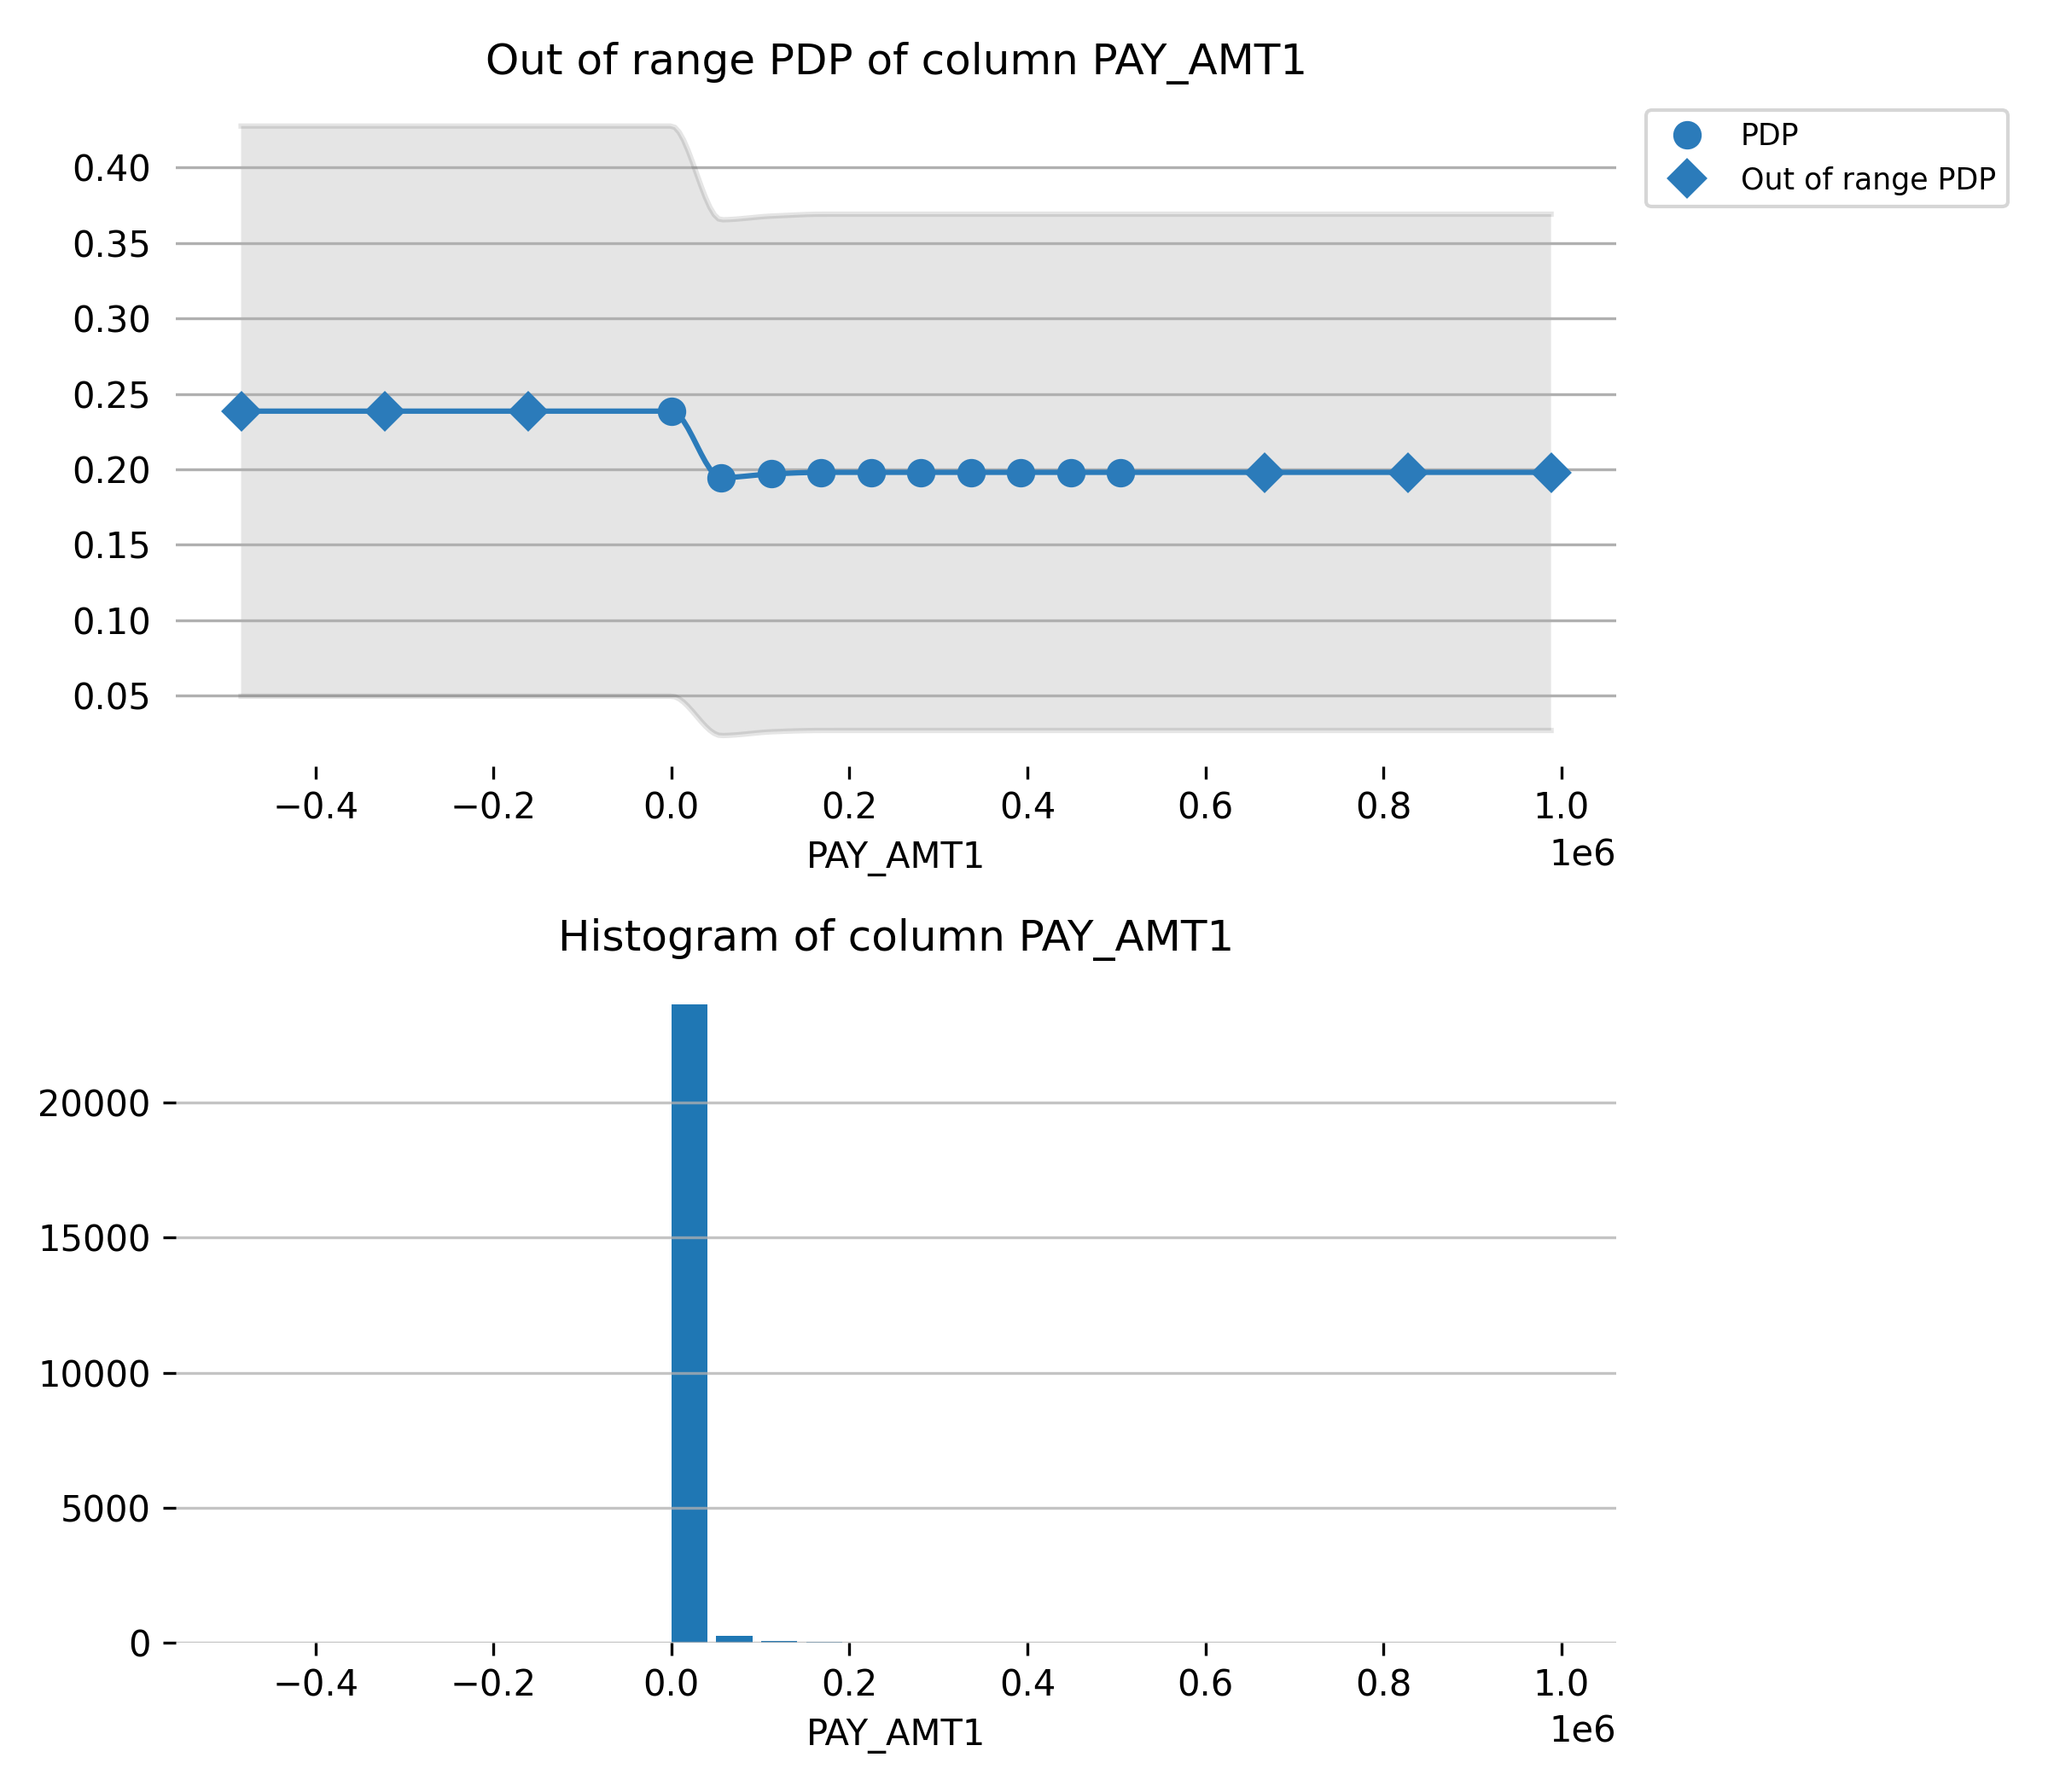 Out of range PDP of column PAY_AMT1
PDP
Out of range PDP
0.40
0.35
0.30
0.25
0.20
0.15
0.10
0.05
−0.4 −0.2 0.0 0.2 0.4 0.6 0.8 1.0
1e6
PAY_AMT1
Histogram of column PAY_AMT1
20000
15000
10000
5000
0
−0.4 −0.2 0.0 0.2 0.4 0.6 0.8 1.0
1e6
PAY_AMT1